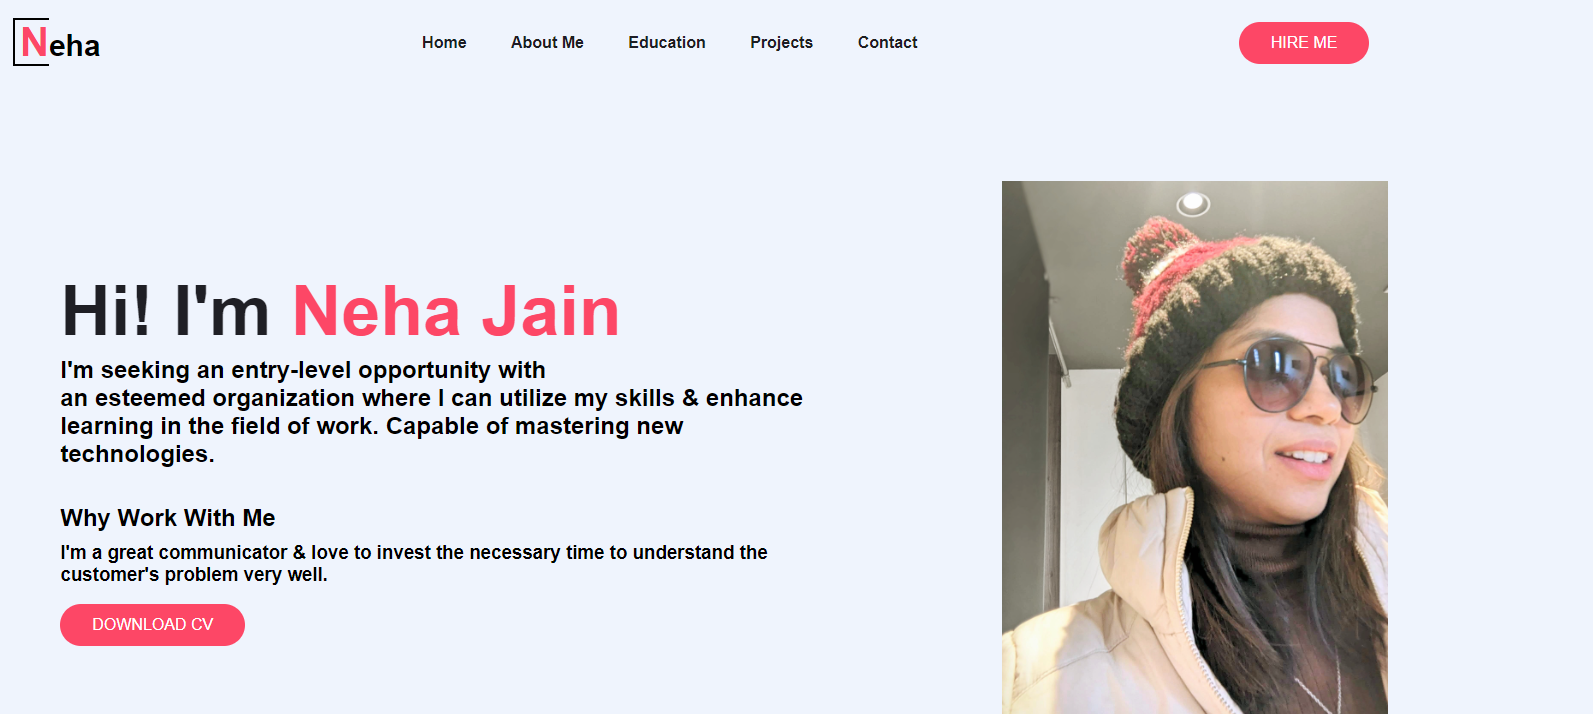 Neha
Home
About Me
Education
Projects
Contact
HIRE ME
Hi! I'm Neha Jain
I'm seeking an entry-level opportunity with
an esteemed organization where I can utilize my skills & enhance
learning in the field of work. Capable of mastering new
technologies.
Why Work With Me
I'm a great communicator & love to invest the necessary time to understand the
customer's problem very well.
DOWNLOAD CV